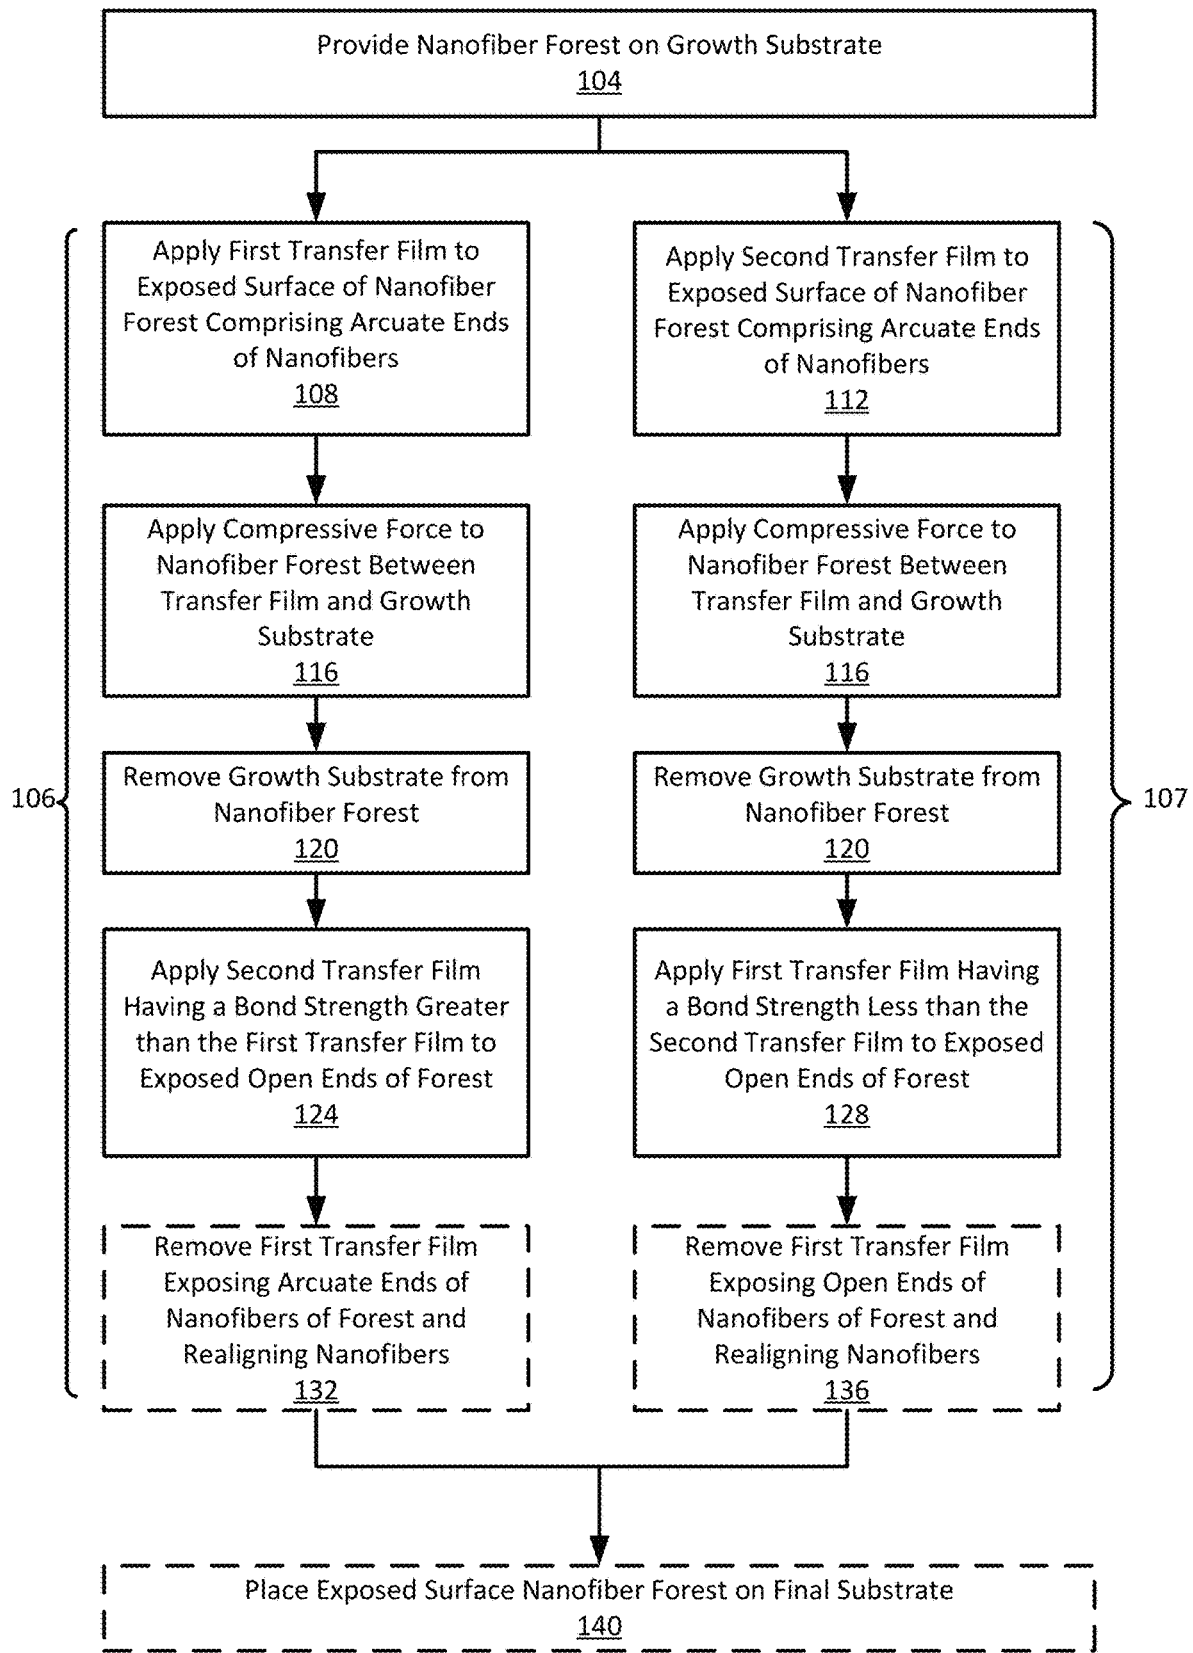 Provide Nanofiber Forest on Growth Substrate
104
Apply First Transfer Film to
Exposed Surface of Nanofiber
Forest Comprising Arcuate Ends
of Nanofibers
108
Apply Compressive Force to
Nanofiber Forest Between
Transfer Film and Growth
Substrate
116
Remove Growth Substrate from
Nanofiber Forest
120
Apply Second Transfer Film
Having a Bond Strength Greater
than the First Transfer Film to
Exposed Open Ends of Forest
124
Remove First Transfer Film
Exposing Arcuate Ends of
Nanofibers of Forest and
Realigning Nanofibers
132
106
Apply Second Transfer Film to
Exposed Surface of Nanofiber
Forest Comprising Arcuate Ends
of Nanofibers
112
Apply Compressive Force to
Nanofiber Forest Between
Transfer Film and Growth
Substrate
116
Remove Growth Substrate from
Nanofiber Forest
120
Apply First Transfer Film Having
a Bond Strength Less than the
Second Transfer Film to Exposed
Open Ends of Forest
128
Remove First Transfer Film
Exposing Open Ends of
Nanofibers of Forest and
Realigning Nanofibers
136
107
Place Exposed Surface Nanofiber Forest on Final Substrate
140